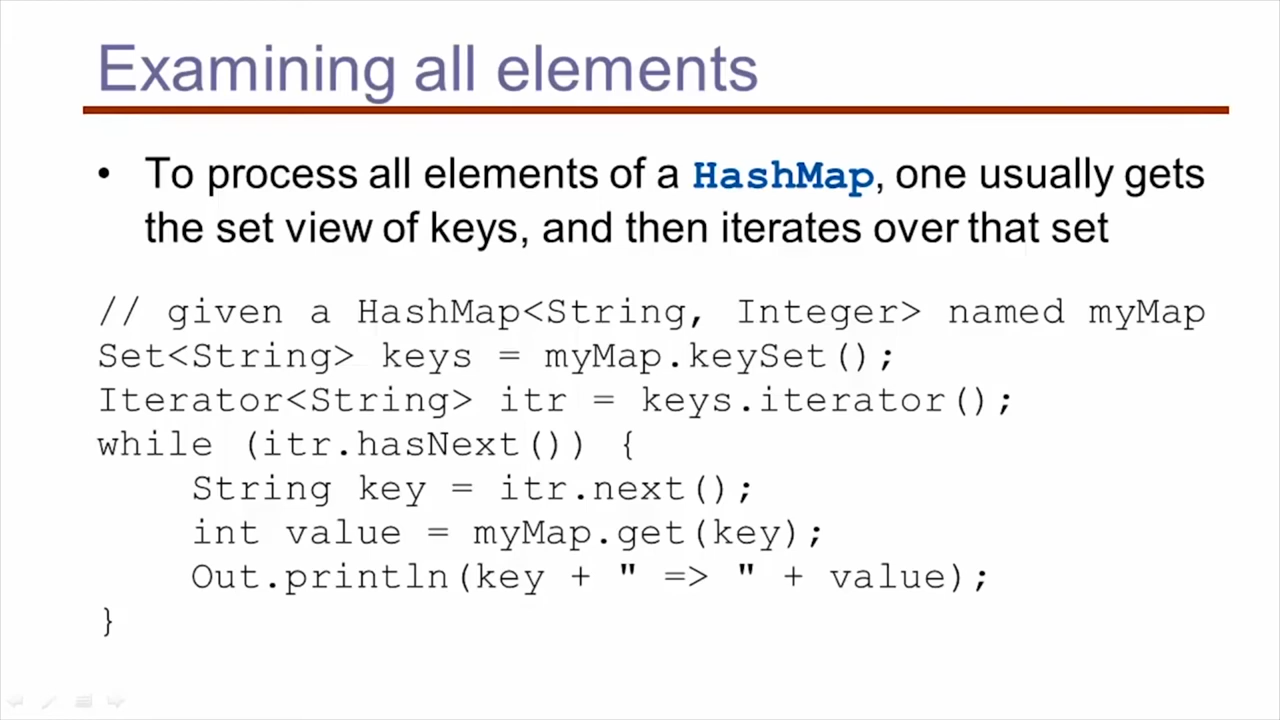 Examining all elements
• To process all elements of a HashMap, one usually gets
the set view of keys, and then iterates over that set
// given a HashMap<String, Integer> named myMap
Set<String> keys = myMap.keySet();
Iterator<String> itr = keys.iterator();
while (itr.hasNext()) {
    String key = itr.next();
    int value = myMap.get(key);
    Out.println(key + " => " + value);
}